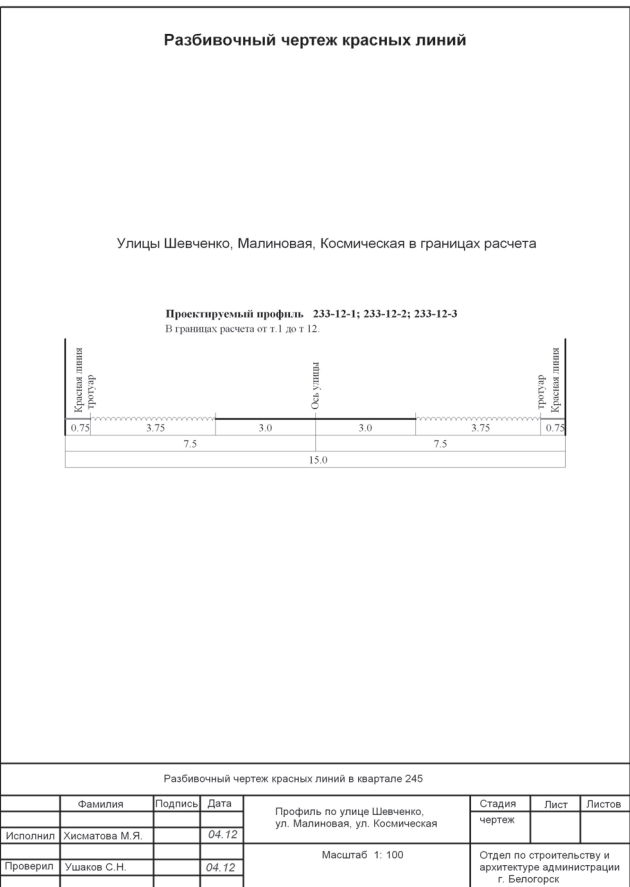 Разбивочный чертеж красных линий
Улицы Шевченко, Малиновая, Космическая в границах расчета
Проектируемый профиль 233-12-1; 233-12-2; 233-12-3
В границах расчета от т.1 до т 12.
Красная линия
тротуар
Ось улицы
тротуар
Красная линия
0.75 3.75 3.0 3.0 3.75 0.75
7.5 7.5
15.0
Разбивочный чертеж красных линий в квартале 245
Фамилия Подпись Дата
Профиль по улице Шевченко,
ул. Малиновая, ул. Космическая
Стадия Лист Листов
чертеж
Исполнил Хисматова М.Я. 04.12
Масштаб 1: 100
Проверил Ушаков С.Н. 04.12
Отдел по строительству и
архитектуре администрации
г. Белогорск